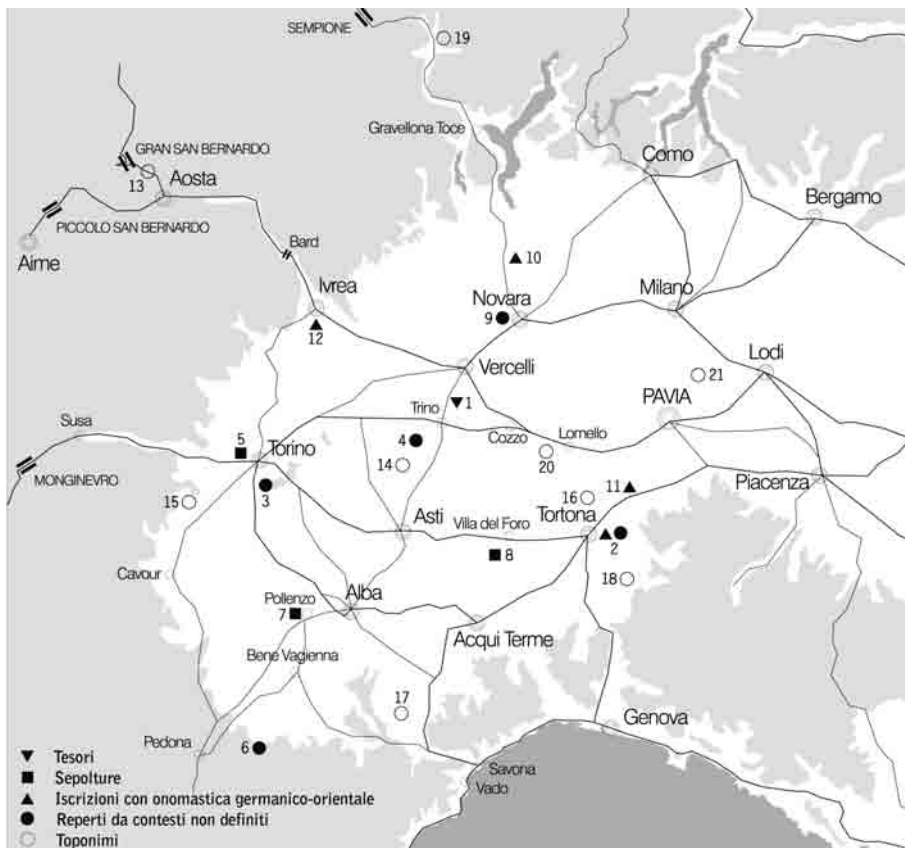 SEMPIONE
19
Gravellona Toce
GRAN SAN BERNARDO
13
Aosta
Como
Bergamo
PICCOLO SAN BERNARDO
Aime
Bard
10
Ivrea
Novara
Milano
9
12
Vercelli
Lodi
21
1
Trino
PAVIA
Susa
Cozzo
Lomello
5
Torino
4
14
20
MONGINEVRO
3
15
11
16
Piacenza
Asti
Villa del Foro
Tortona
2
8
Cavour
18
Pollenzo
Alba
7
Acqui Terme
Bene Vagienna
17
Genova
Pedona
6
Savona
Vado
Tesori
Sepolture
Iscrizioni con onomastica germanico-orientale
Reperti da contesti non definiti
Toponimi